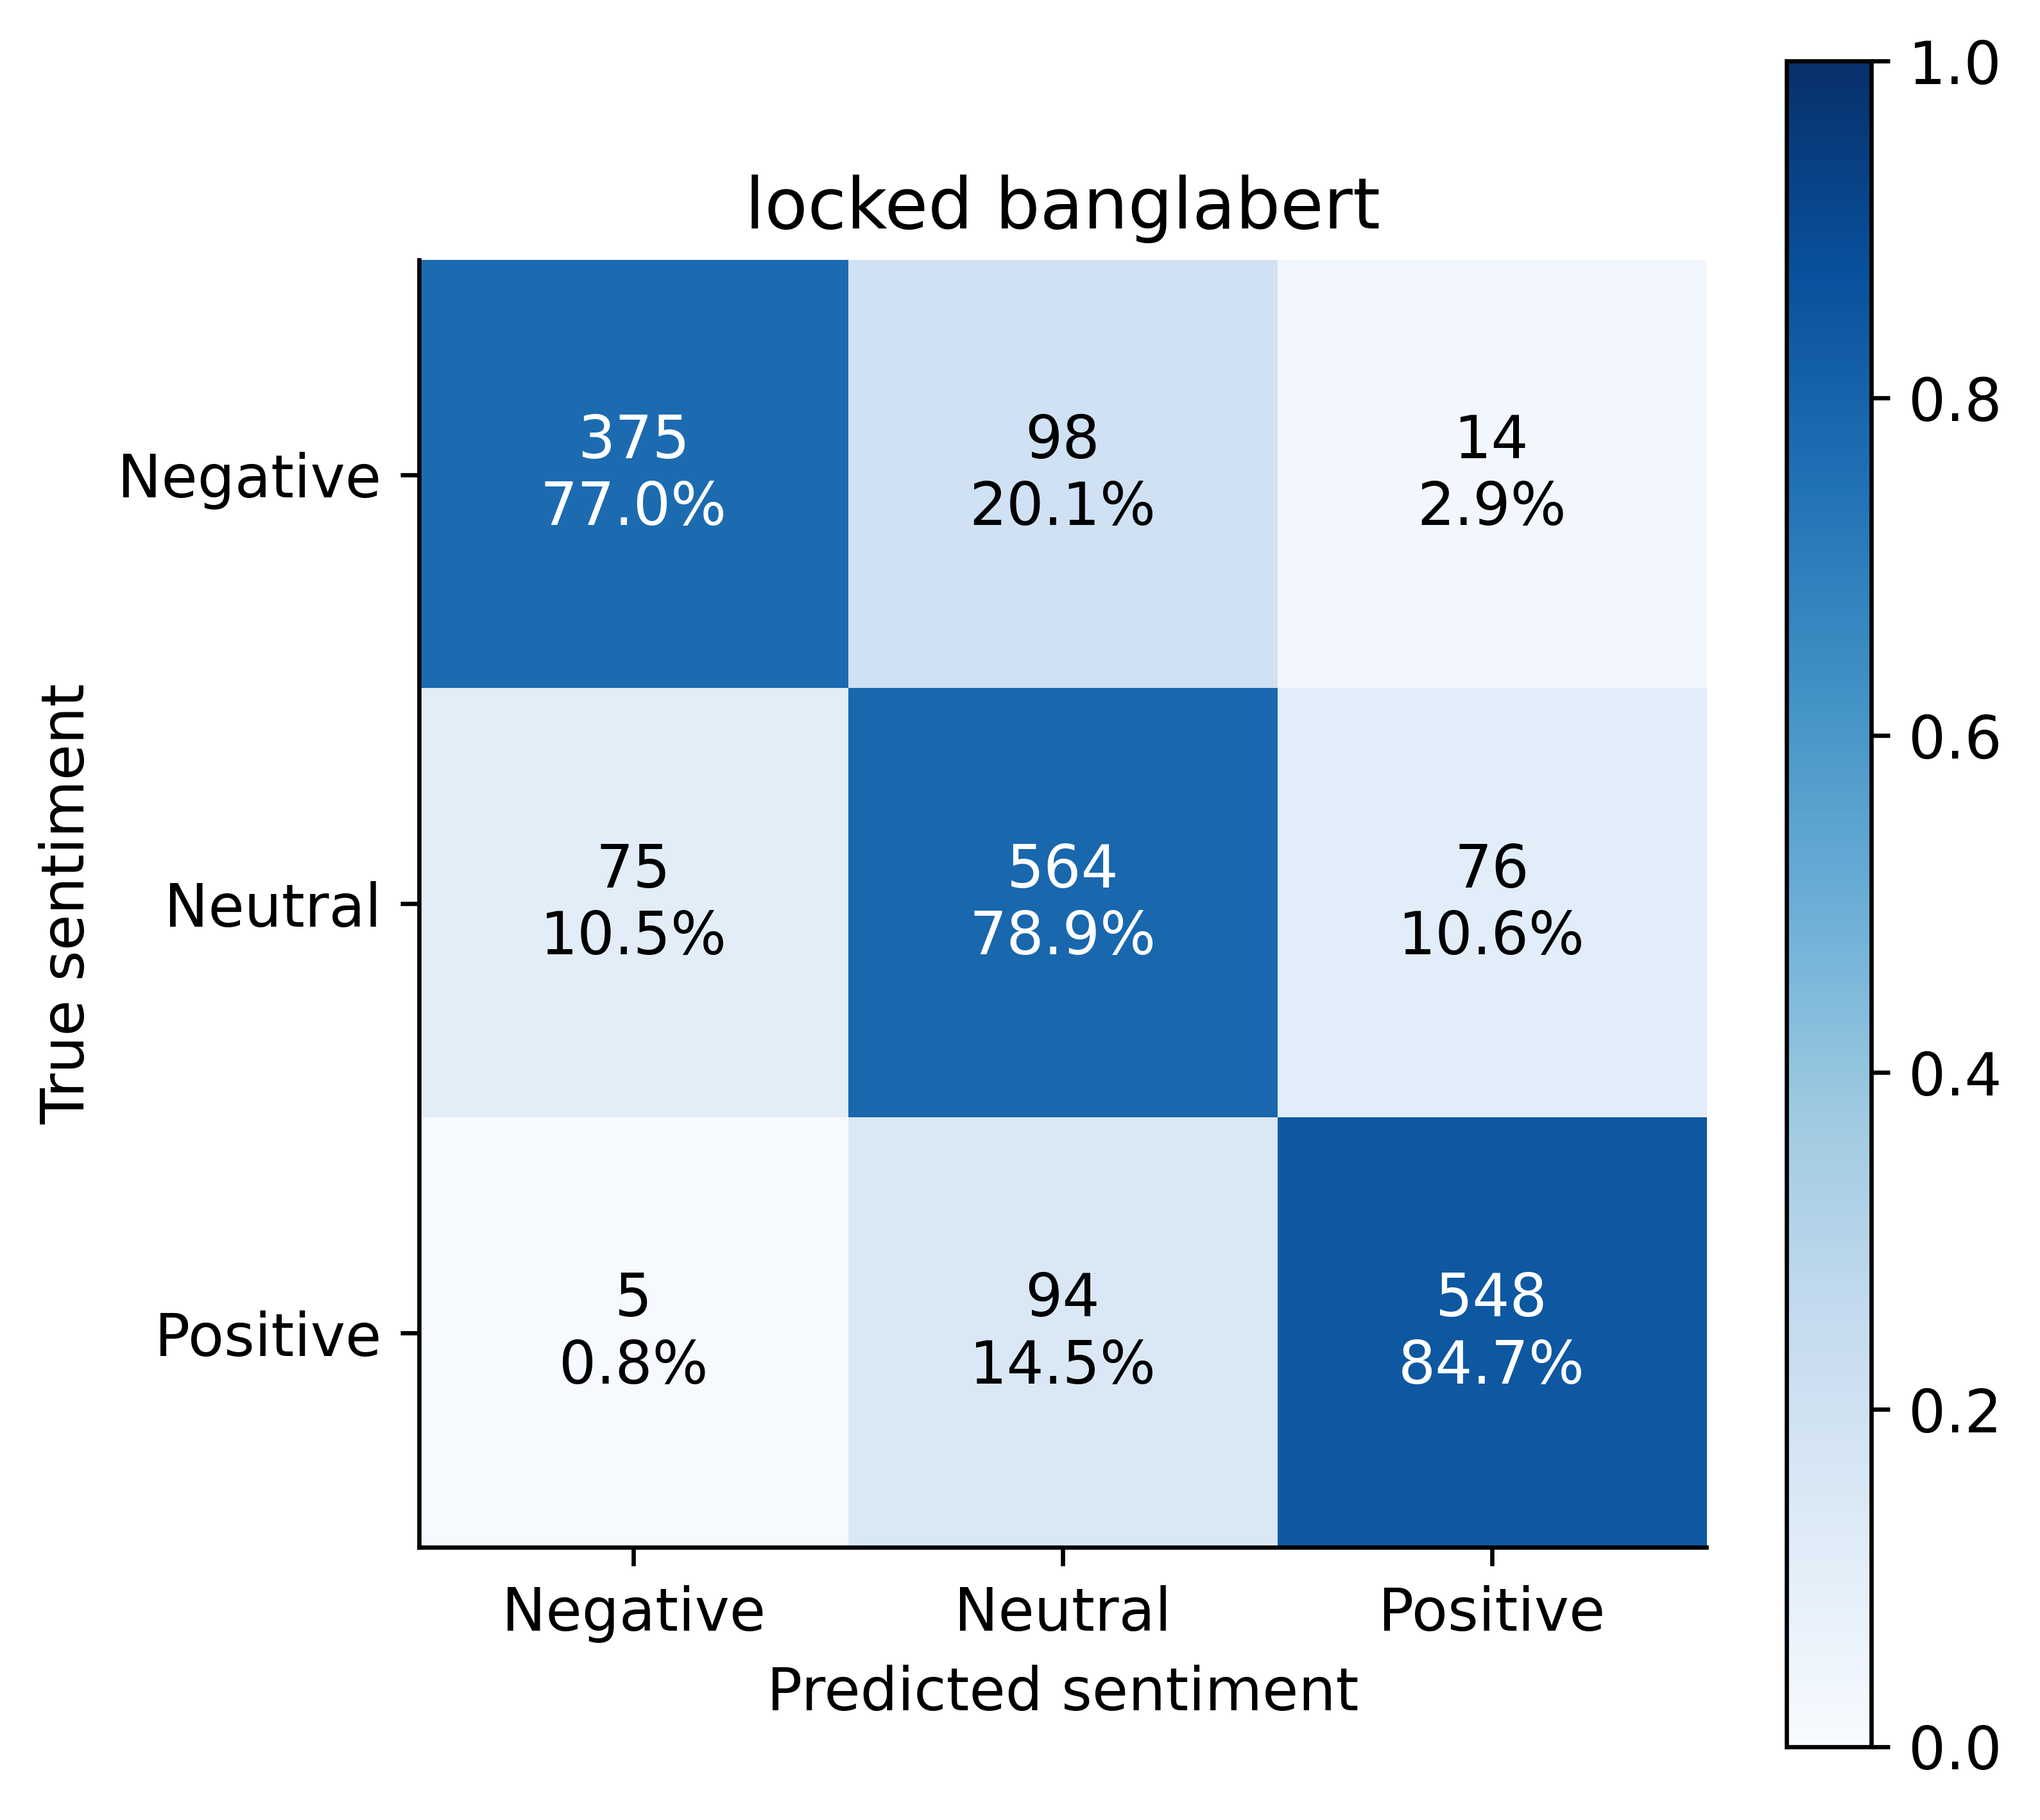 locked banglabert
True sentiment
Negative
375
77.0%
98
20.1%
14
2.9%
Neutral
75
10.5%
564
78.9%
76
10.6%
Positive
5
0.8%
94
14.5%
548
84.7%
Negative
Neutral
Positive
Predicted sentiment
1.0
0.8
0.6
0.4
0.2
0.0